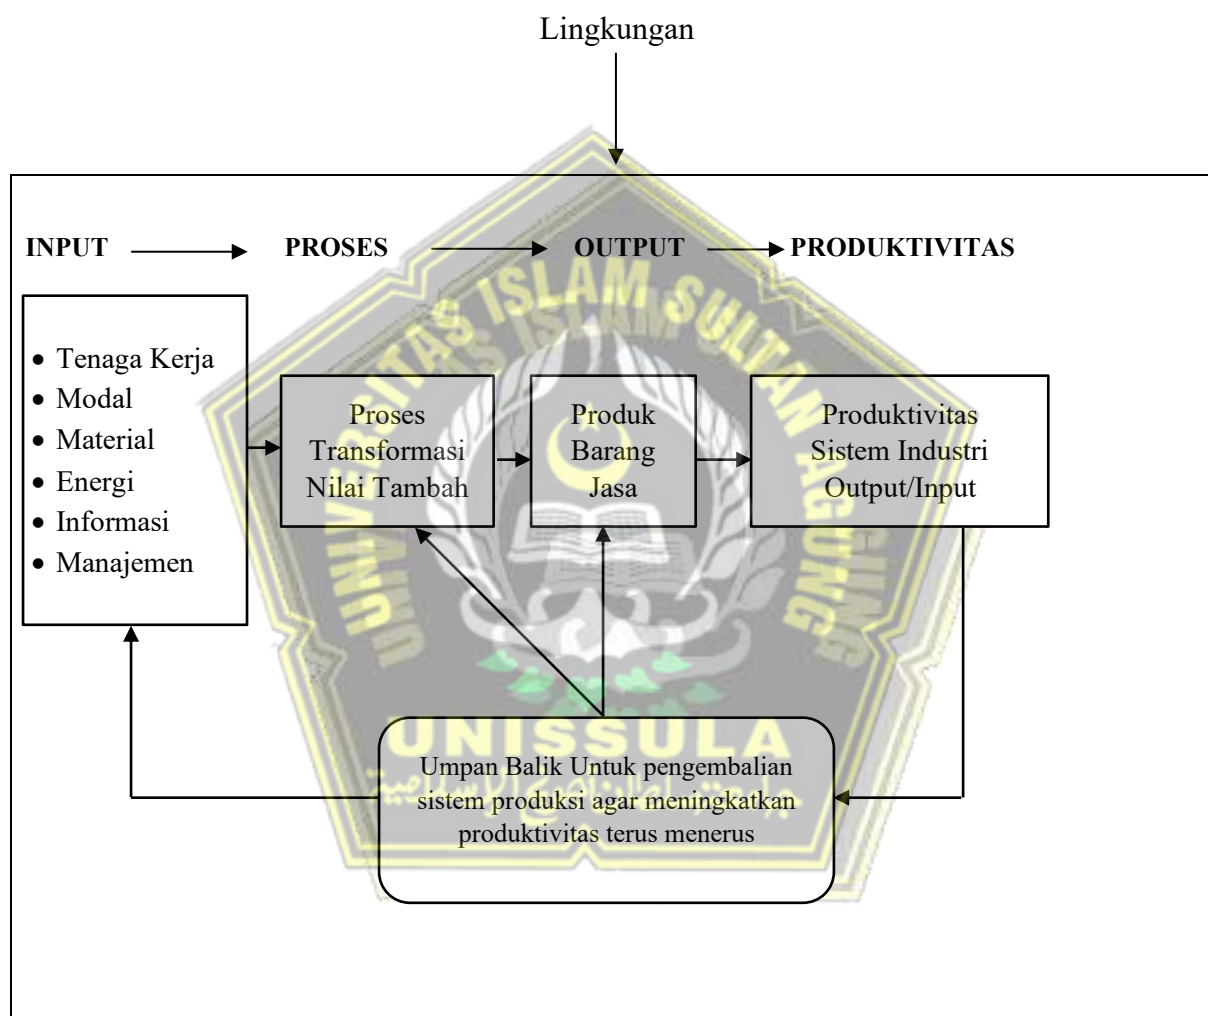 Lingkungan
INPUT
PROSES
OUTPUT
PRODUKTIVITAS
• Tenaga Kerja
• Modal
• Material
• Energi
• Informasi
• Manajemen
Proses
Transformasi
Nilai Tambah
Produk
Barang
Jasa
Produktivitas
Sistem Industri
Output/Input
Umpan Balik Untuk pengembalian
sistem produksi agar meningkatkan
produktivitas terus menerus
UNIVERSITAS ISLAM SULTAN AGUNG
UNISSULA